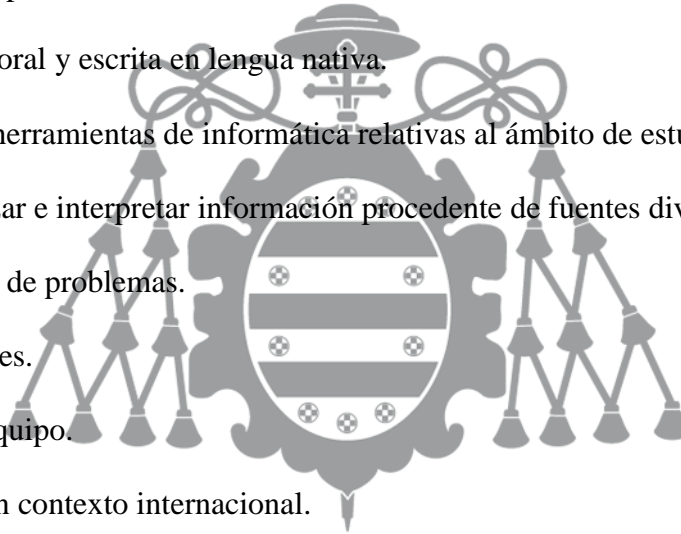 oral y escrita en lengua nativa.
herramientas de informática relativas al ámbito de estu
ar e interpretar información procedente de fuentes div
de problemas.
es.
quipo.
n contexto internacional.